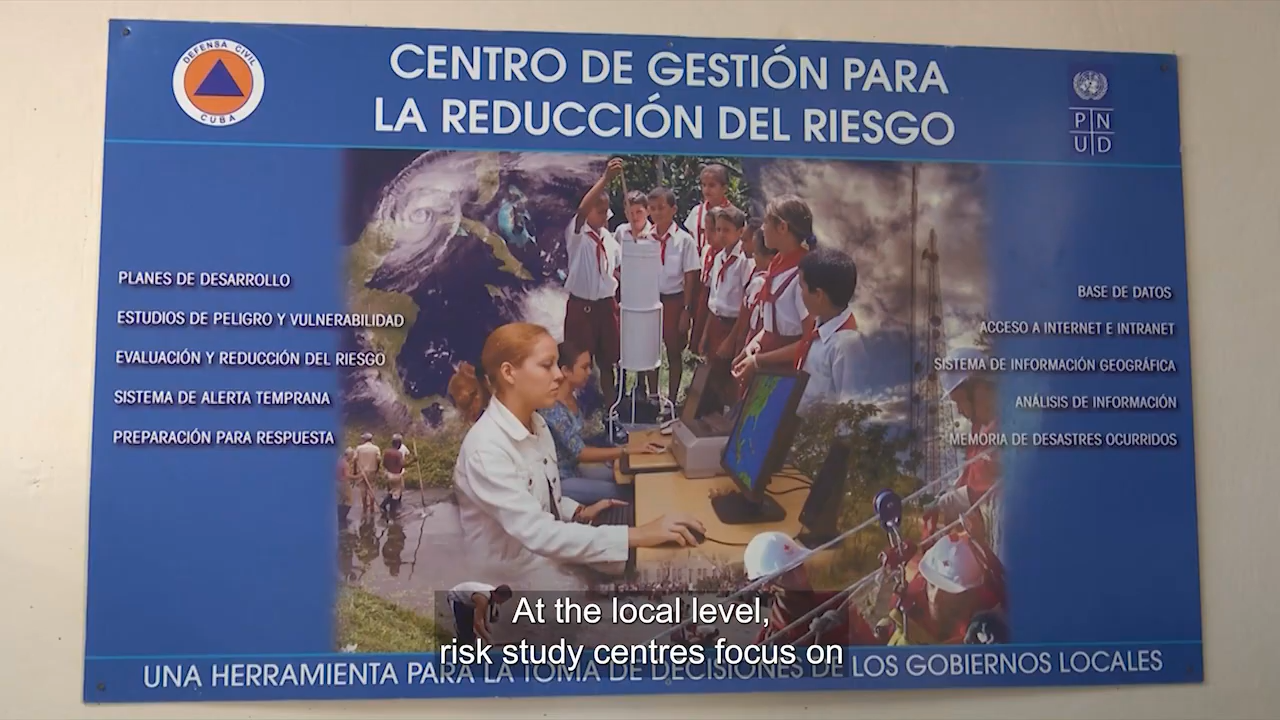 DEFENSA CIVIL
CUBA
CENTRO DE GESTIÓN PARA
LA REDUCCIÓN DEL RIESGO
P N
U D
PLANES DE DESARROLLO
ESTUDIOS DE PELIGRO Y VULNERABILIDAD
EVALUACIÓN Y REDUCCIÓN DEL RIESGO
SISTEMA DE ALERTA TEMPRANA
PREPARACIÓN PARA RESPUESTA
BASE DE DATOS
ACCESO A INTERNET E INTRANET
SISTEMA DE INFORMACIÓN GEOGRÁFICA
ANÁLISIS DE INFORMACIÓN
MEMORIA DE DESASTRES OCURRIDOS
At the local level,
risk study centres focus on
UNA HERRAMIENTA PARA LA TOMA DE DECISIONES DE LOS GOBIERNOS LOCALES